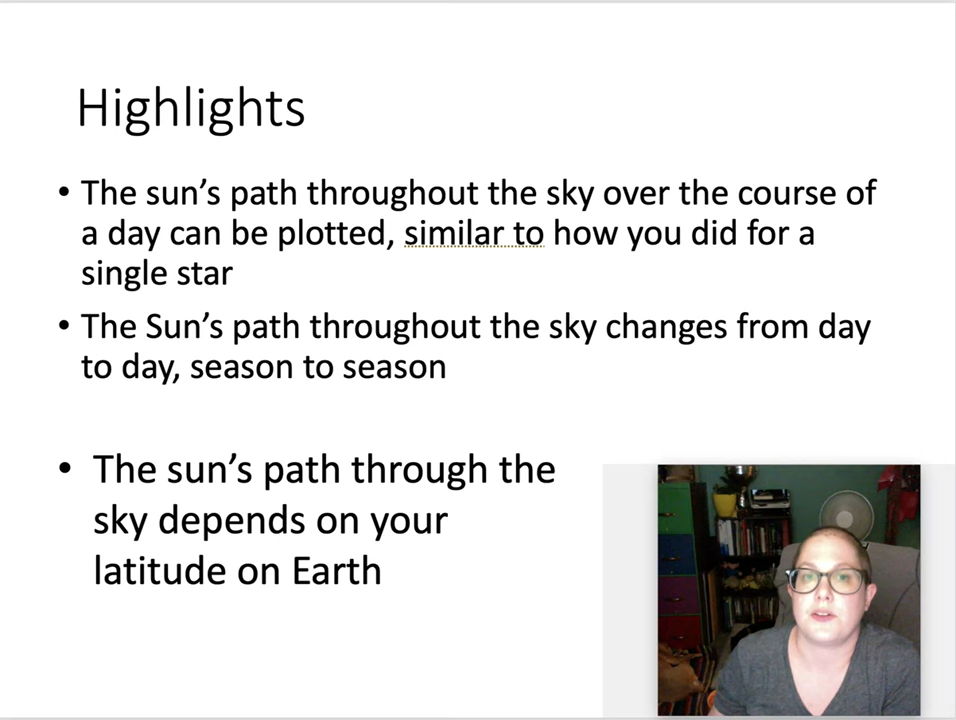 Highlights
• The sun’s path throughout the sky over the course of
a day can be plotted, similar to how you did for a
single star
• The Sun’s path throughout the sky changes from day
to day, season to season
• The sun’s path through the
sky depends on your
latitude on Earth